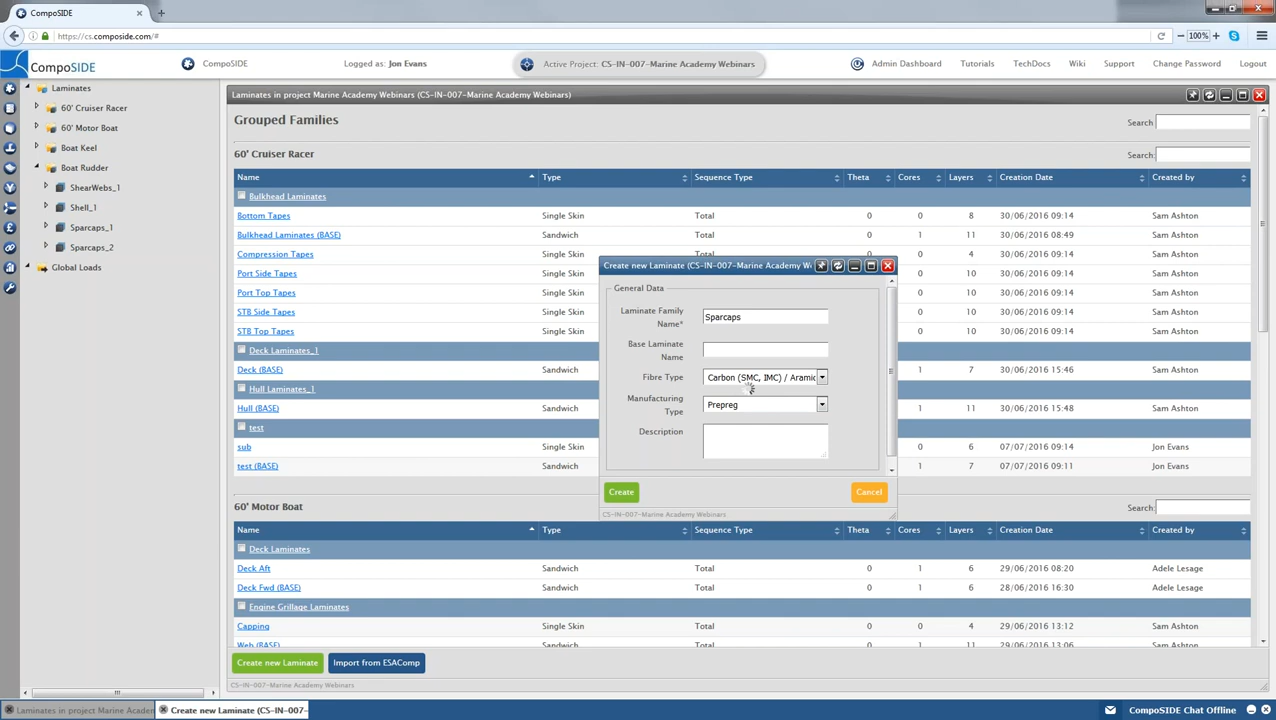 CompoSIDE
https://cs.composide.com/#
100%
CompoSIDE
CompoSIDE
Logged as: Jon Evans
Active Project: CS-IN-007-Marine Academy Webinars
Admin Dashboard
Tutorials
TechDocs
Wiki
Support
Change Password
Logout
Laminates
60' Cruiser Racer
60' Motor Boat
Boat Keel
Boat Rudder
ShearWebs_1
Shell_1
Sparcaps_1
Sparcaps_2
Global Loads
Laminates in project Marine Academy Webinars (CS-IN-007-Marine Academy Webinars)
Grouped Families
Search:
60' Cruiser Racer
Search:
Name Type Sequence Type Theta Cores Layers Creation Date Created by
Bulkhead Laminates
Bottom Tapes Single Skin Total 0 0 8 30/06/2016 09:14 Sam Ashton
Bulkhead Laminates (BASE) Sandwich Total 0 1 11 30/06/2016 08:49 Sam Ashton
Compression Tapes Single Skin Total 0 0 4 30/06/2016 09:14 Sam Ashton
Port Side Tapes Single Skin 10 30/06/2016 09:14 Sam Ashton
Port Top Tapes Single Skin 10 30/06/2016 09:14 Sam Ashton
STB Side Tapes Single Skin 10 30/06/2016 09:14 Sam Ashton
STB Top Tapes Single Skin 10 30/06/2016 09:14 Sam Ashton
Deck Laminates_1
Deck (BASE) Sandwich 1 7 30/06/2016 15:46 Sam Ashton
Hull Laminates_1
Hull (BASE) Sandwich 1 11 30/06/2016 15:48 Sam Ashton
test
sub Single Skin 0 6 07/07/2016 09:14 Jon Evans
test (BASE) Sandwich 1 7 07/07/2016 09:11 Jon Evans
Create new Laminate (CS-IN-007-Marine Academy W
General Data
Laminate Family
Name*
Sparcaps
Base Laminate
Name
Fibre Type
Carbon (SMC, IMC) / Aramid
Manufacturing
Type
Prepreg
Description
Create
Cancel
CS-IN-007-Marine Academy Webinars
60' Motor Boat
Search:
Name Type Sequence Type Theta Cores Layers Creation Date Created by
Deck Laminates
Deck Aft Sandwich Total 0 1 6 29/06/2016 08:20 Adele Lesage
Deck Fwd (BASE) Sandwich Total 0 1 6 28/06/2016 16:30 Adele Lesage
Engine Grillage Laminates
Capping Single Skin Total 0 0 4 29/06/2016 13:12 Sam Ashton
Web (BASE) Sandwich Total 0 1 6 29/06/2016 13:06 Sam Ashton
Create new Laminate
Import from ESAComp
CS-IN-007-Marine Academy Webinars
Laminates in project Marine Academ
Create new Laminate (CS-IN-007-
CompoSIDE Chat Offline